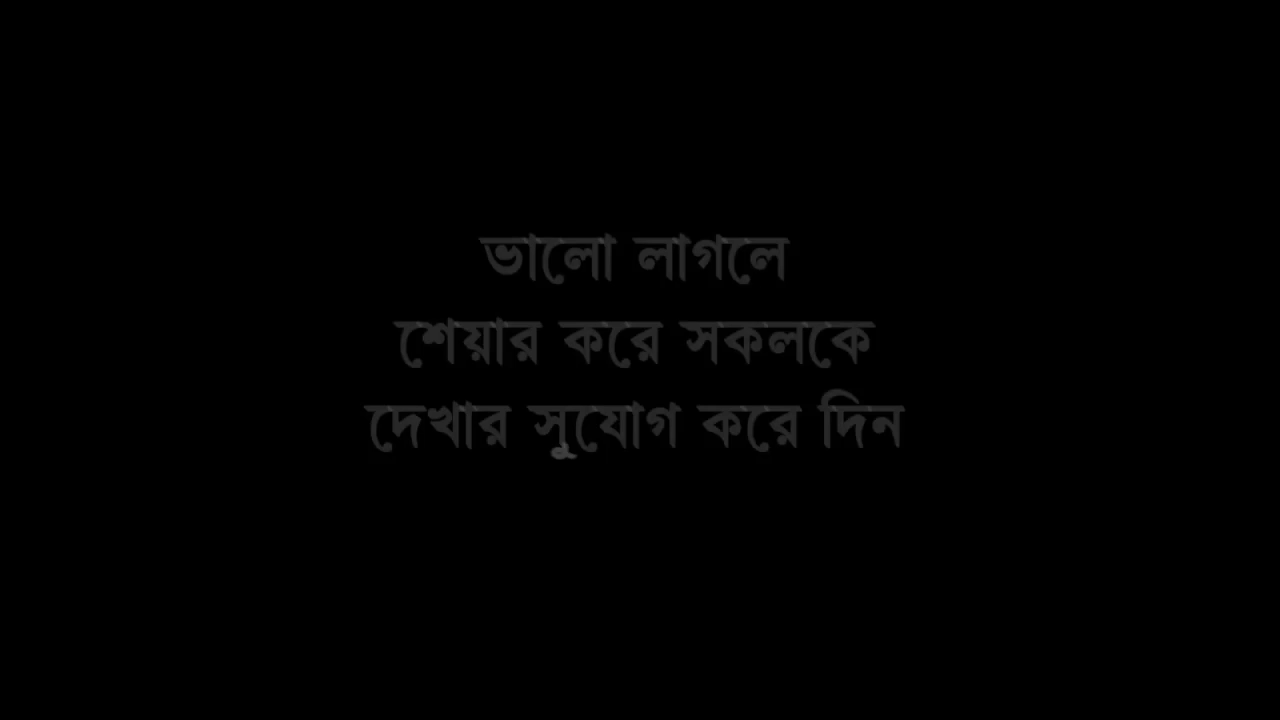 ভালো লাগলে
শেয়ার করে সকলকে
দেখার সুযোগ করে দিন